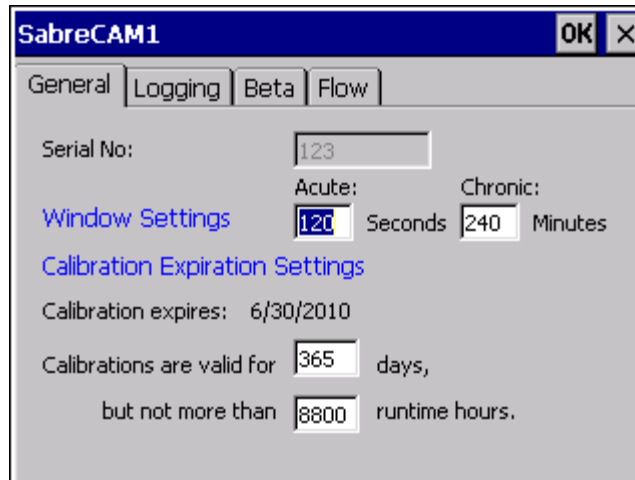 SabreCAM1 OK ×
General Logging Beta Flow
Serial No: 123
Acute: Chronic:
Window Settings 120 Seconds 240 Minutes
Calibration Expiration Settings
Calibration expires: 6/30/2010
Calibrations are valid for 365 days,
but not more than 8800 runtime hours.